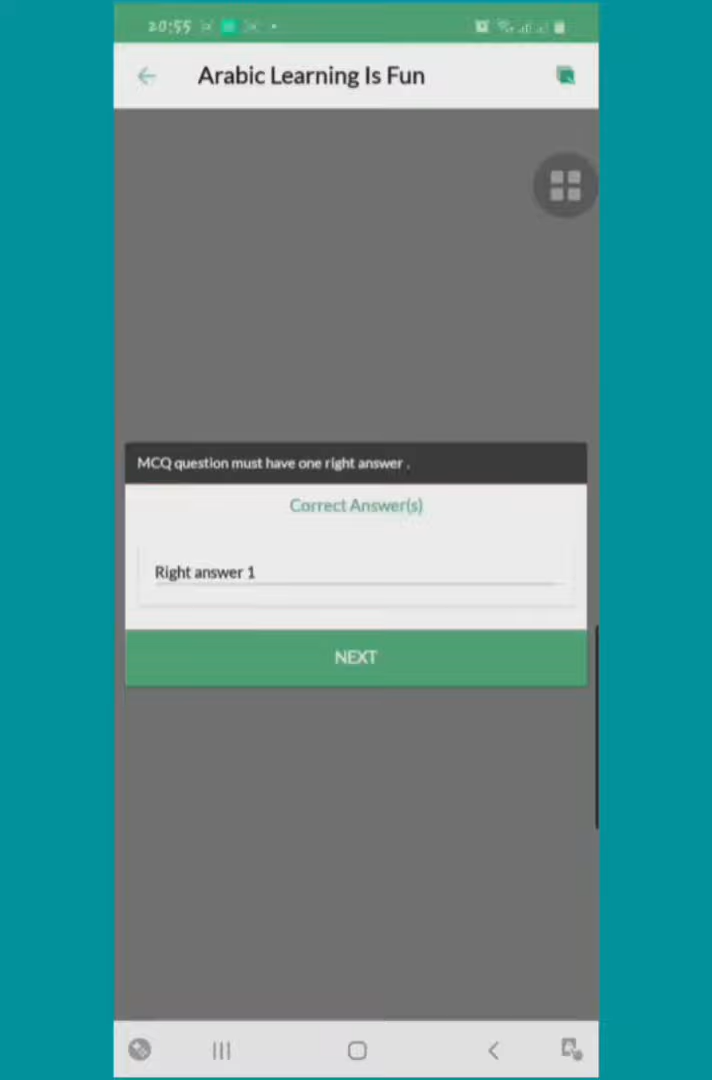 20:55
Arabic Learning Is Fun
MCQ question must have one right answer .
Correct Answer(s)
Right answer 1
NEXT